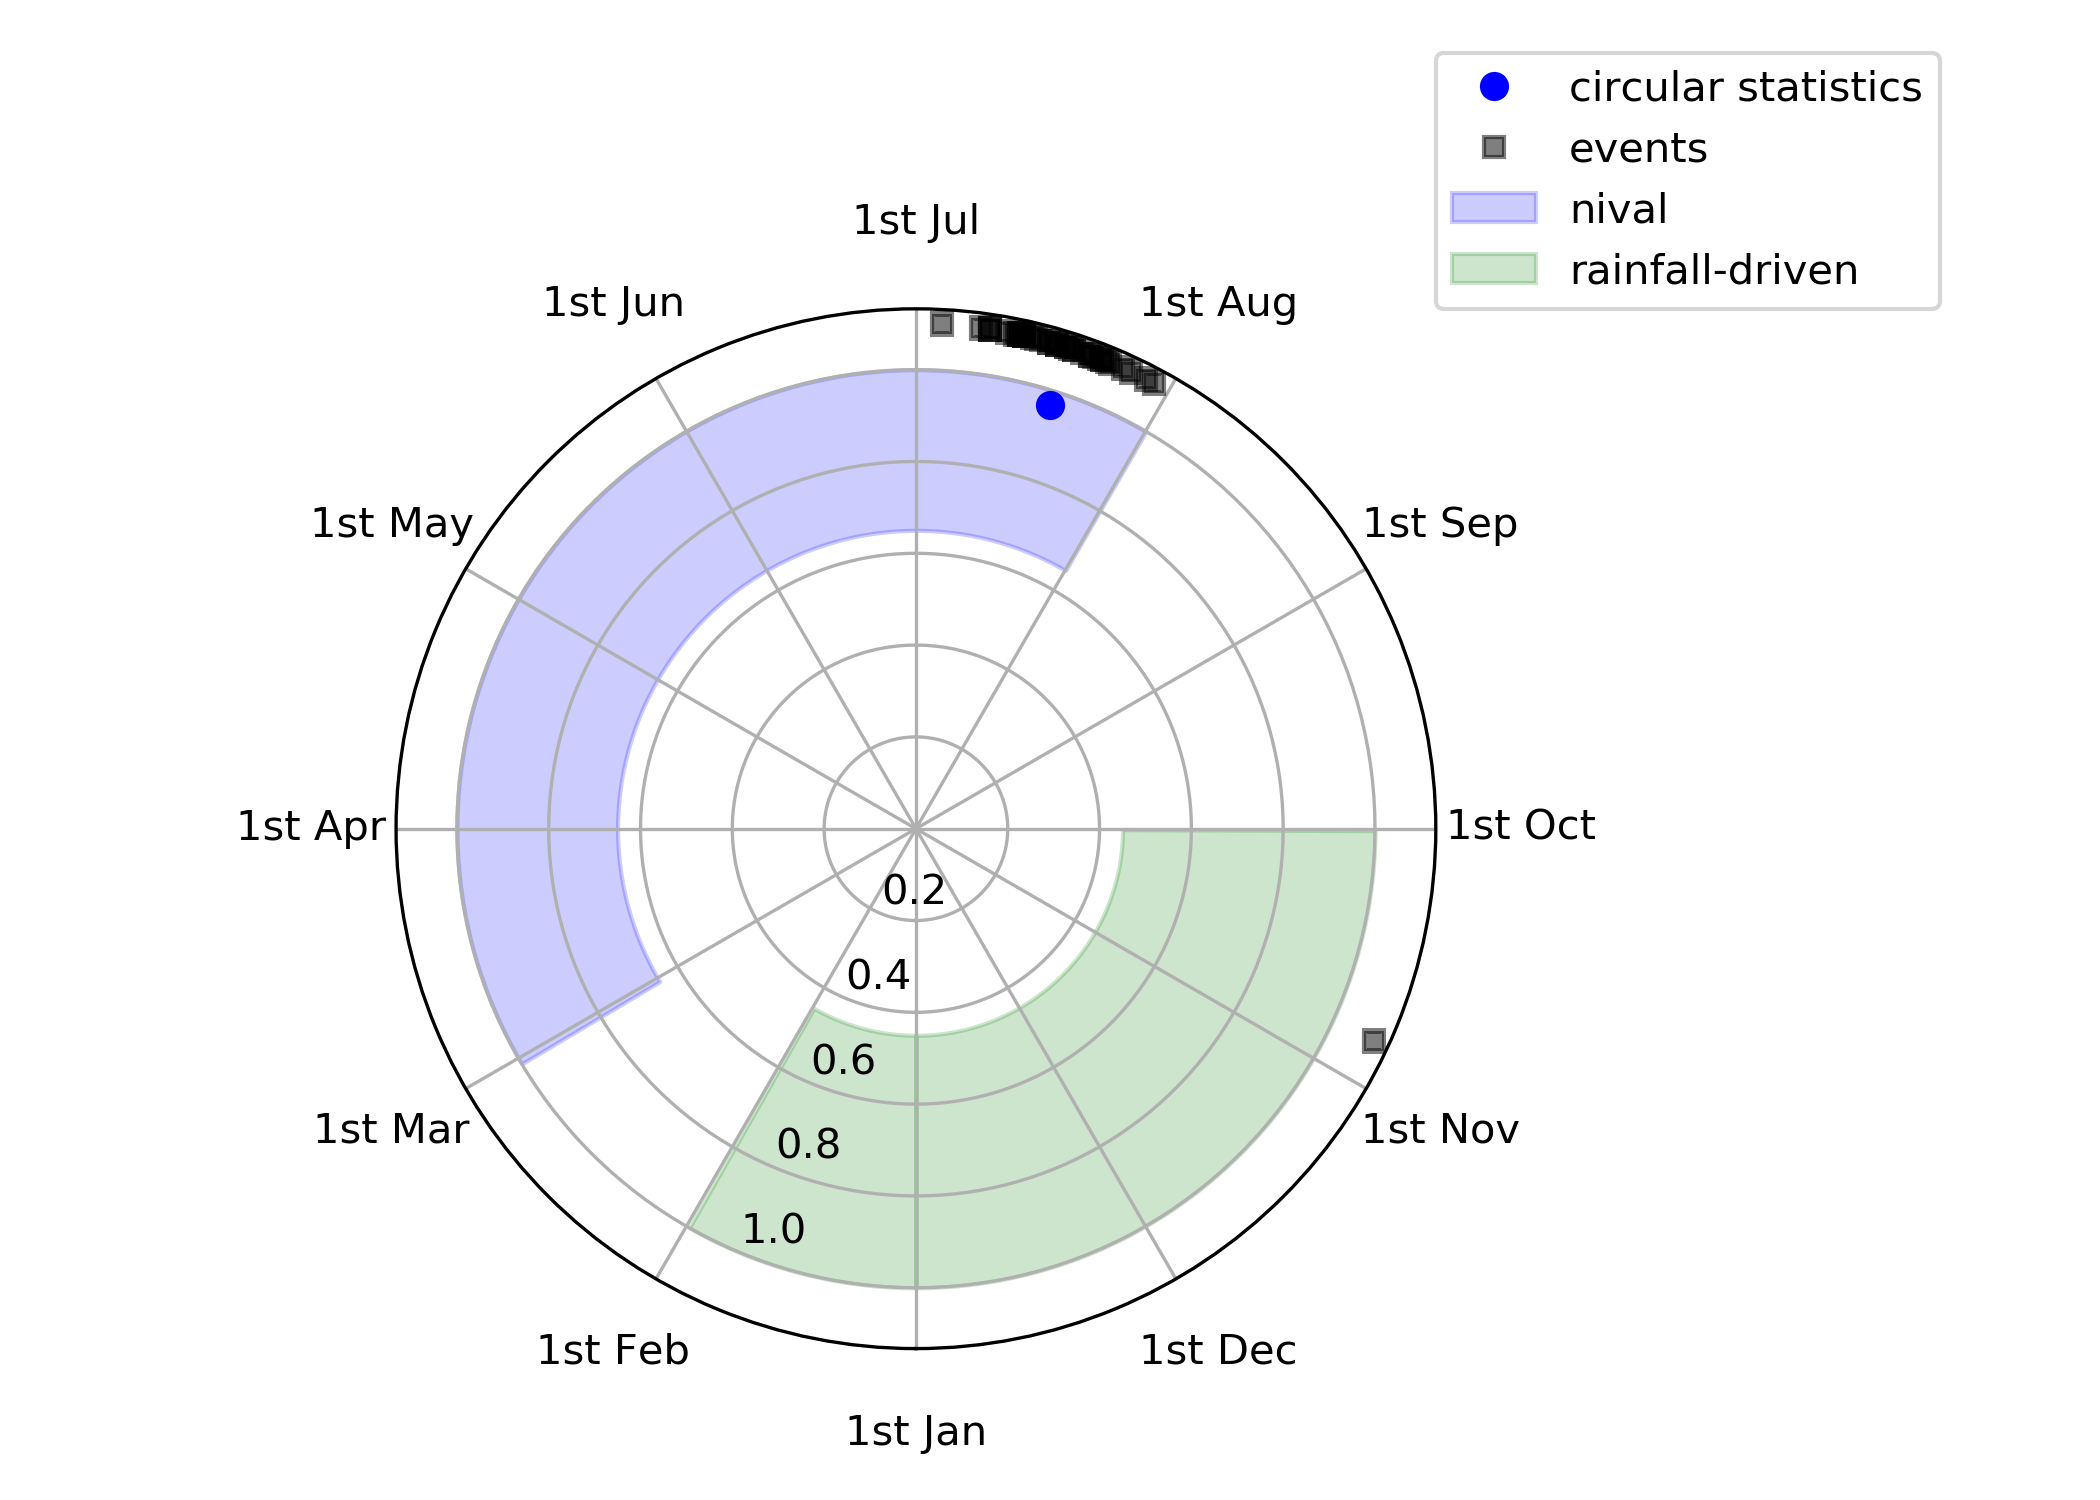 circular statistics
events
nival
rainfall-driven
1st Jul
1st Jun
1st Aug
1st May
1st Sep
1st Apr
1st Oct
0.2
0.4
0.6
1st Mar
1st Nov
0.8
1.0
1st Feb
1st Dec
1st Jan